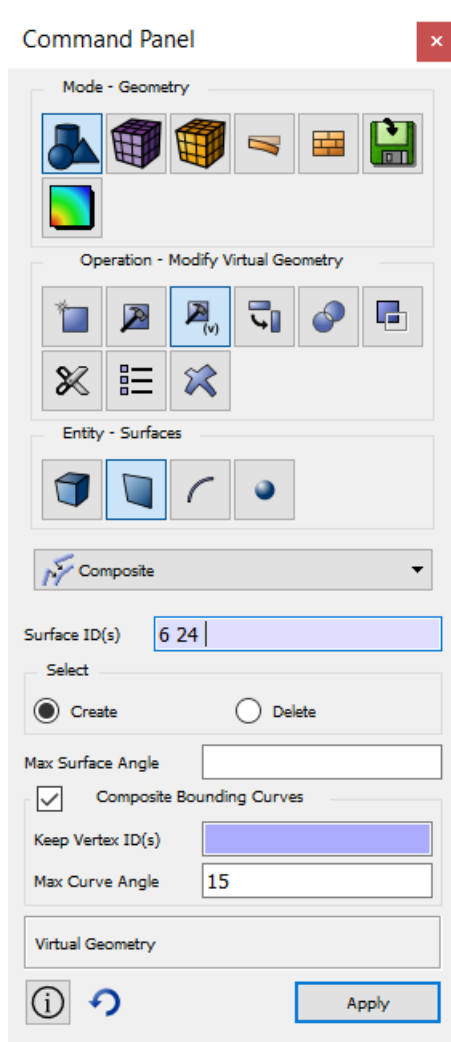 Command Panel
Mode - Geometry
Operation - Modify Virtual Geometry
(v)
Entity - Surfaces
Composite
Surface ID(s) 6 24
Select
Create Delete
Max Surface Angle
Composite Bounding Curves
Keep Vertex ID(s)
Max Curve Angle 15
Virtual Geometry
Apply